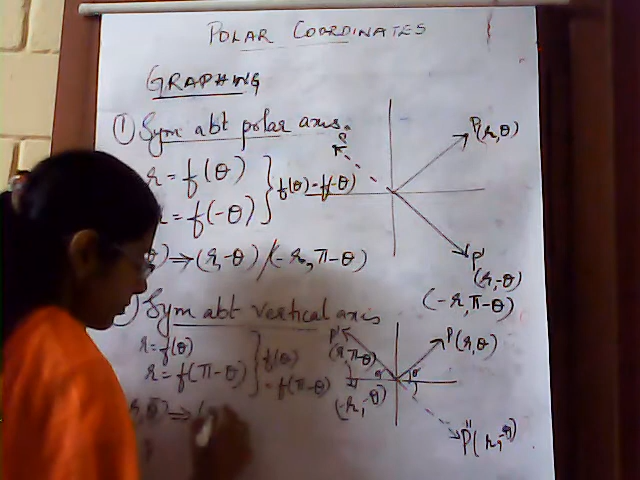 POLAR COORDINATES
GRAPHING
① Sym abt polar axis.
r = f(θ)
= f(-θ)
f(θ) = f(-θ)
θ) ⇒ (r, -θ) / (-r, π-θ)
P(r, θ)
P'
(r, -θ)
(-r, π-θ)
) Sym abt vertical axis
r = f(θ)
r = f(π-θ)
f(θ)
= f(π-θ)
r, θ) ⇒ (
P'
(r, π-θ)
(-r, -θ)
P(r, θ)
θ
θ
P"(r, -θ)